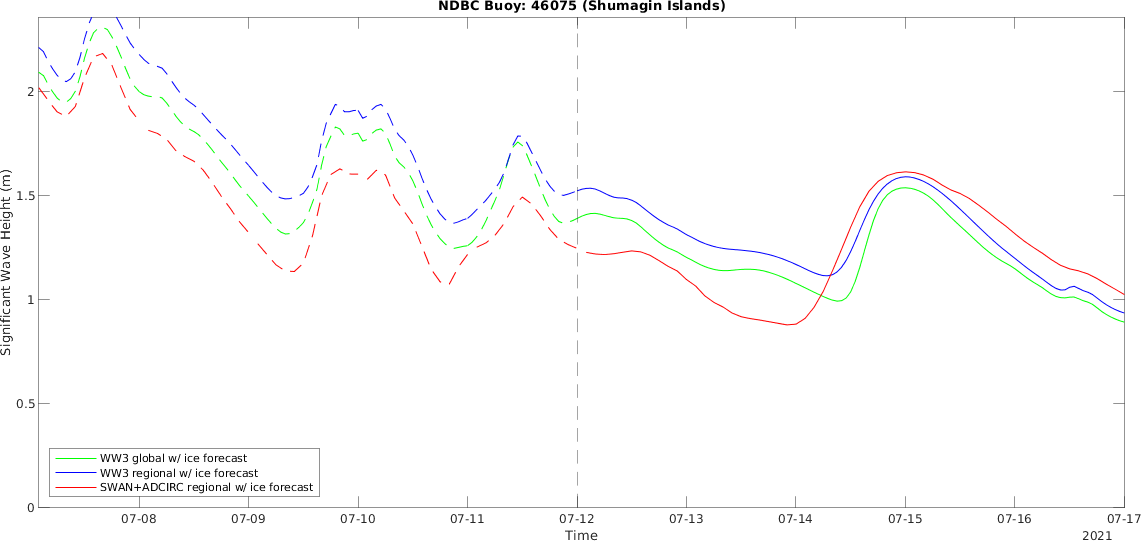 NDBC Buoy: 46075 (Shumagin Islands)
Significant Wave Height (m)
2
1.5
1
0.5
0
WW3 global w/ ice forecast
WW3 regional w/ ice forecast
SWAN+ADCIRC regional w/ ice forecast
07-08 07-09 07-10 07-11 07-12 07-13 07-14 07-15 07-16 07-17
Time
2021